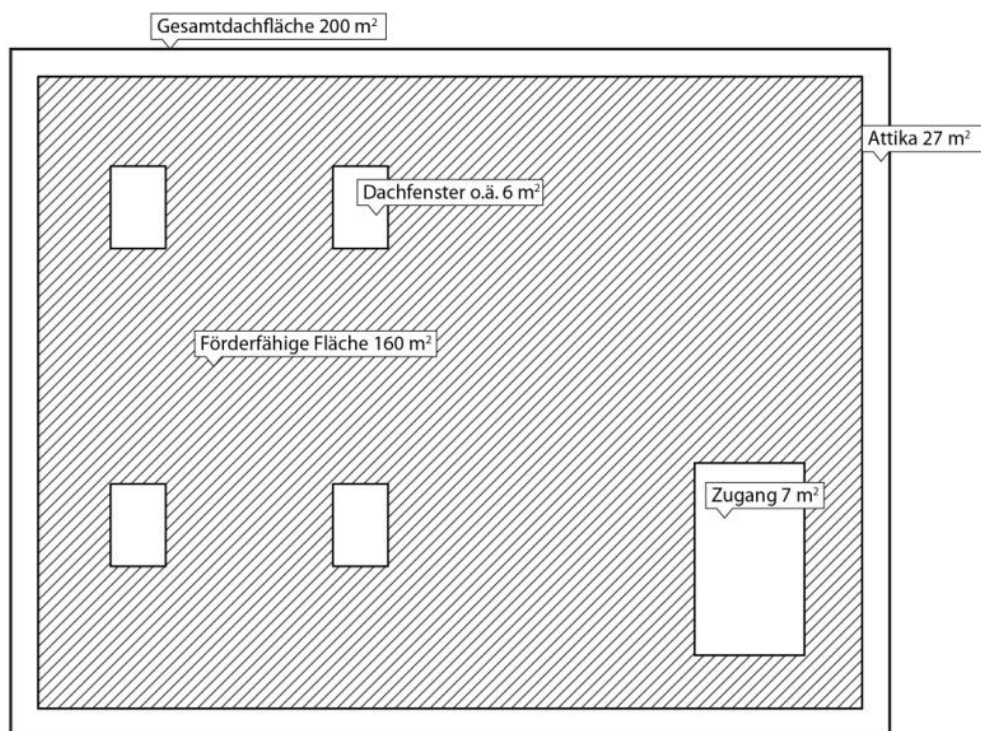 Gesamtdachfläche 200 m²
Attika 27 m²
Dachfenster o.ä. 6 m²
Förderfähige Fläche 160 m²
Zugang 7 m²